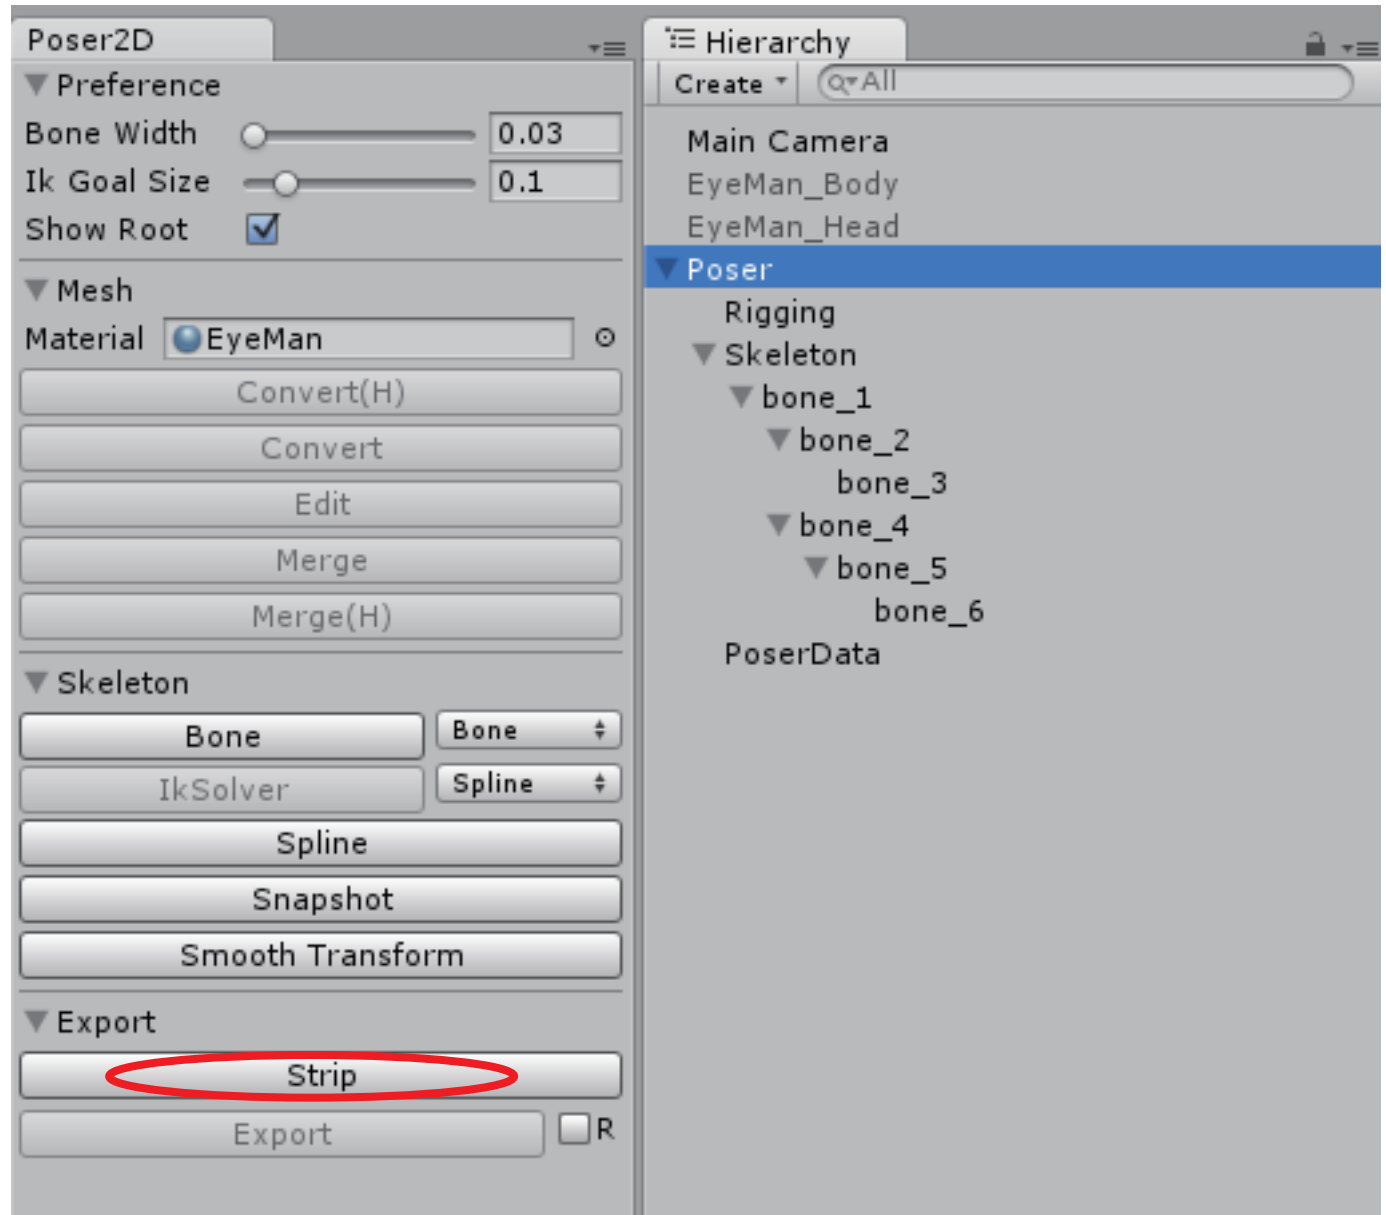 Poser2D
Preference
Bone Width 0.03
Ik Goal Size 0.1
Show Root
Mesh
Material EyeMan
Convert(H)
Convert
Edit
Merge
Merge(H)
Skeleton
Bone Bone
IkSolver Spline
Spline
Snapshot
Smooth Transform
Export
Strip
Export R
Hierarchy
Create All
Main Camera
EyeMan_Body
EyeMan_Head
Poser
Rigging
Skeleton
bone_1
bone_2
bone_3
bone_4
bone_5
bone_6
PoserData